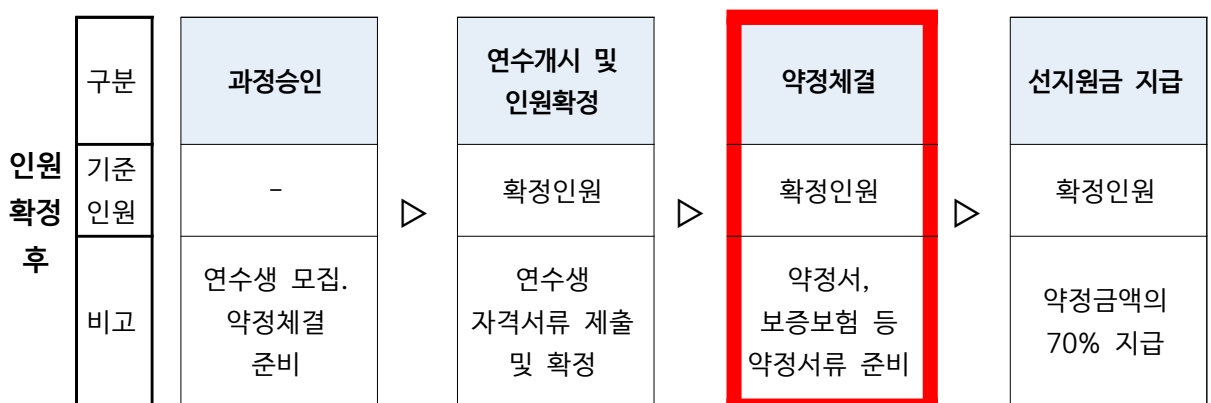 인원
확정
후
구분
과정승인
연수개시 및
인원확정
약정체결
선지원금 지급
기준
인원
-
▷
확정인원
▷
확정인원
▷
확정인원
비고
연수생 모집.
약정체결
준비
연수생
자격서류 제출
및 확정
약정서,
보증보험 등
약정서류 준비
약정금액의
70% 지급